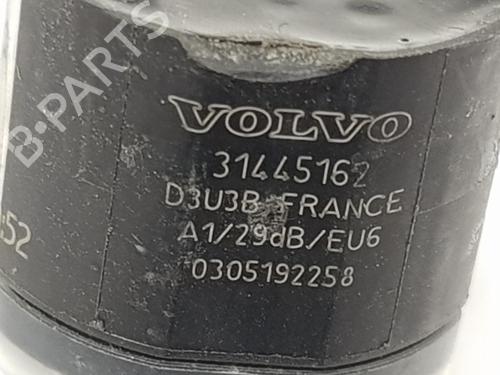 B-PARTS
VOLVO
31445162
D3U3B FRANCE
A1/29dB/EU6
0305192258
:52